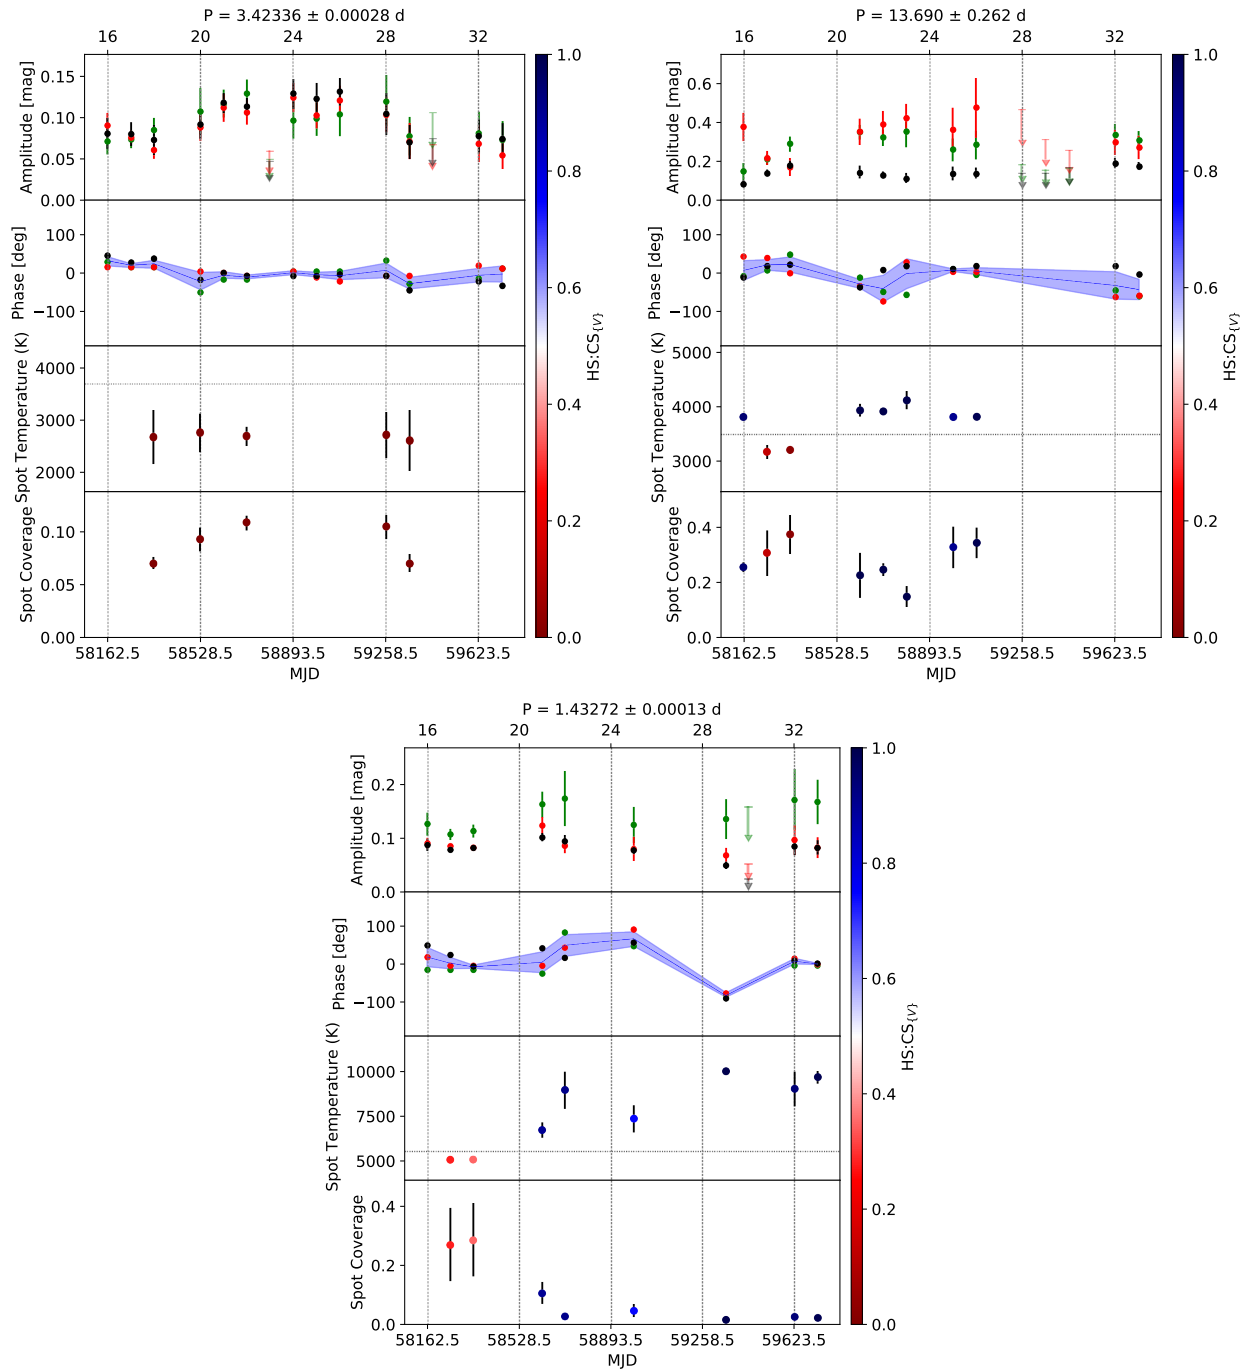 P = 3.42336 ± 0.00028 d
16 20 24 28 32
Amplitude [mag]
0.15
0.10
0.05
0.00
Phase [deg]
100
0
−100
Spot Temperature (K)
4000
3000
2000
Spot Coverage
0.10
0.05
0.00
58162.5 58528.5 58893.5 59258.5 59623.5
MJD
1.0
0.8
0.6
0.4
0.2
0.0
HS:CS{V}
P = 13.690 ± 0.262 d
16 20 24 28 32
Amplitude [mag]
0.6
0.4
0.2
0.0
Phase [deg]
100
0
−100
Spot Temperature (K)
5000
4000
3000
Spot Coverage
0.4
0.2
0.0
58162.5 58528.5 58893.5 59258.5 59623.5
MJD
1.0
0.8
0.6
0.4
0.2
0.0
HS:CS{V}
P = 1.43272 ± 0.00013 d
16 20 24 28 32
Amplitude [mag]
0.2
0.1
0.0
Phase [deg]
100
0
−100
Spot Temperature (K)
10000
7500
5000
Spot Coverage
0.4
0.2
0.0
58162.5 58528.5 58893.5 59258.5 59623.5
MJD
1.0
0.8
0.6
0.4
0.2
0.0
HS:CS{V}